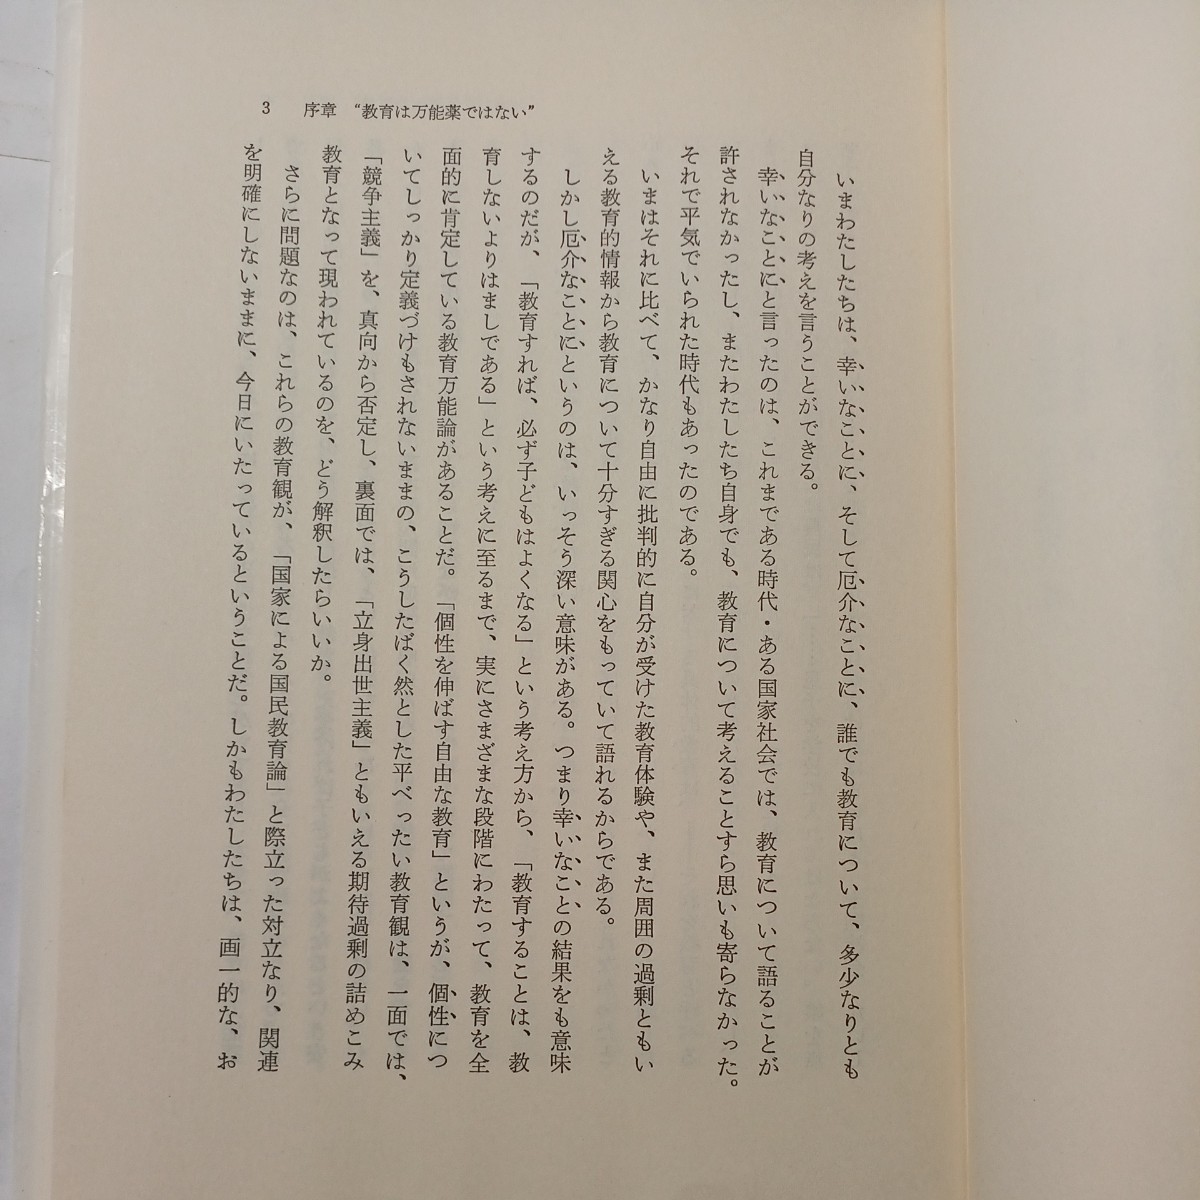 3　序章　“教育は万能薬ではない”
いまわたしたちは、幸いなことに、そして厄介なことに、誰でも教育について、多少なりとも
自分なりの考えを言うことができる。
幸いなことにと言ったのは、これまである時代・ある国家社会では、教育について語ることが
許されなかったし、またわたしたち自身でも、教育について考えることすら思いも寄らなかった。
それで平気でいられた時代もあったのである。
いまはそれに比べて、かなり自由に批判的に自分が受けた教育体験や、また周囲の過剰ともい
える教育的情報から教育について十分すぎる関心をもっていて語れるからである。
しかし厄介なことにというのは、いっそう深い意味がある。つまり幸いなことの結果をも意味
するのだが、「教育すれば、必ず子どもはよくなる」という考え方から、「教育することは、教
育しないよりはましである」という考えに至るまで、実にさまざまな段階にわたって、教育を全
面的に肯定している教育万能論があることだ。「個性を伸ばす自由な教育」というが、個性につ
いてしっかり定義づけもされないままの、こうしたばく然とした平べったい教育観は、一面では、
「競争主義」を、真向から否定し、裏面では、「立身出世主義」ともいえる期待過剰の詰めこみ
教育となって現われているのを、どう解釈したらいいか。
さらに問題なのは、これらの教育観が、「国家による国民教育論」と際立った対立なり、関連
を明確にしないままに、今日にいたっているということだ。しかもわたしたちは、画一的な、お